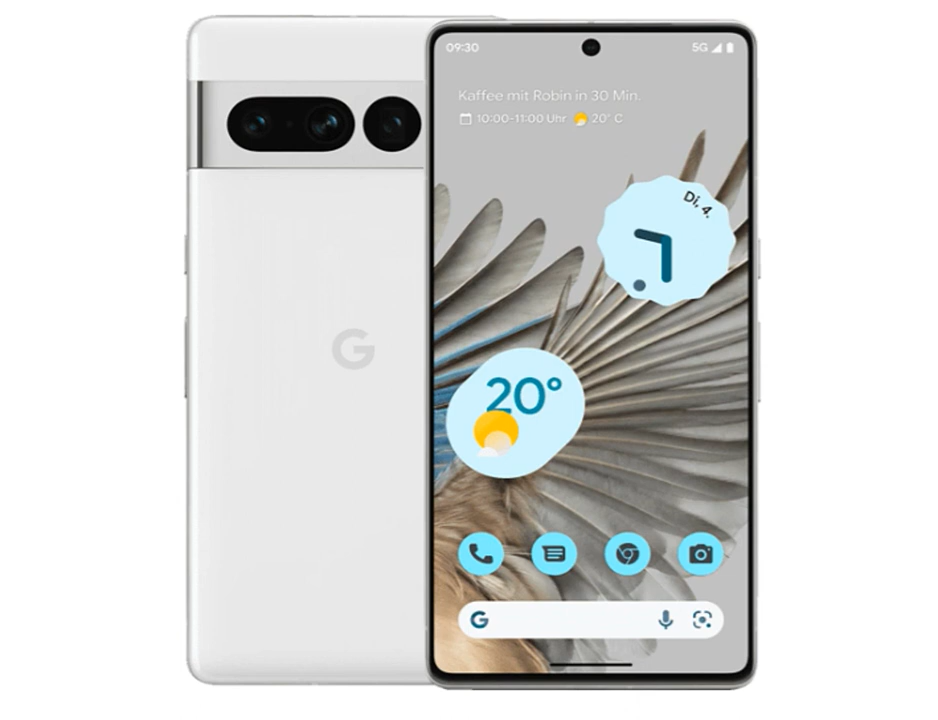 09:30
5G
Kaffee mit Robin in 30 Min.
10:00-11:00 Uhr 20° C
Di, 4.
20°
G
G